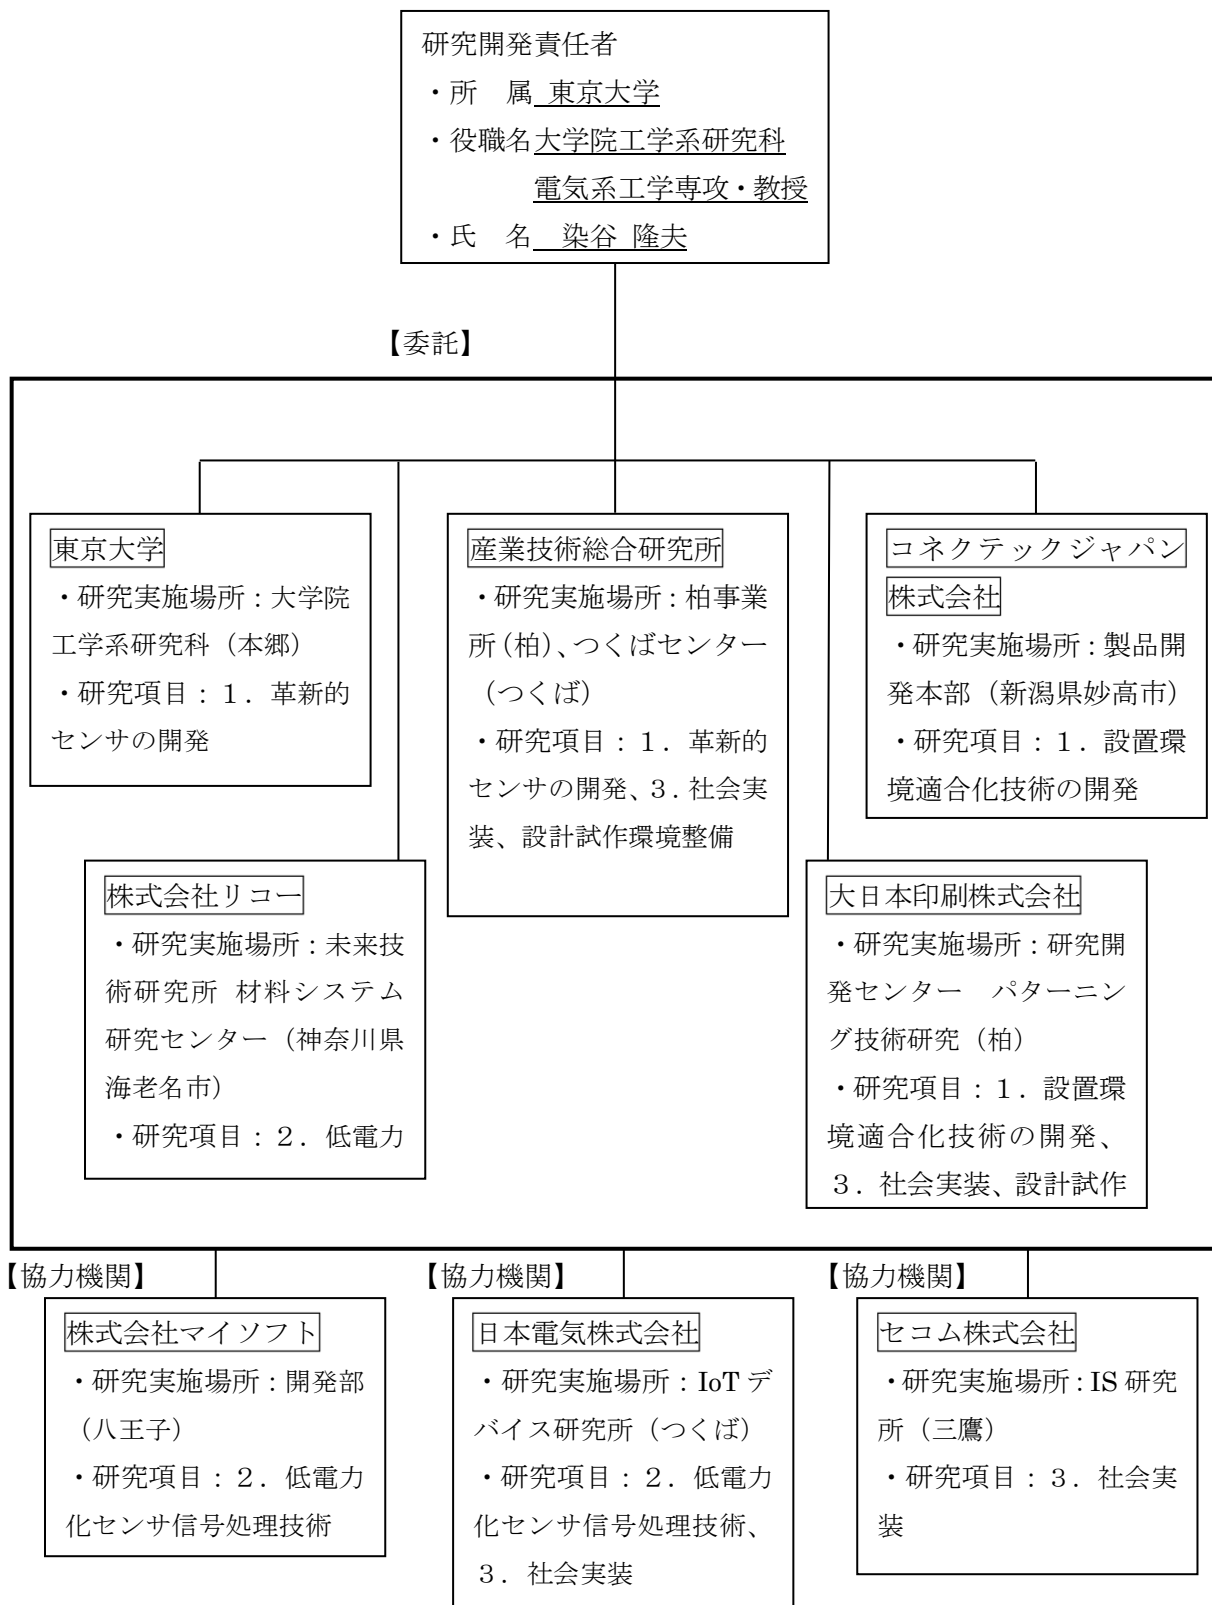 研究開発責任者
・所　属 東京大学
・役職名大学院工学系研究科
電気系工学専攻・教授
・氏　名　染谷 隆夫
【委託】
東京大学
・研究実施場所：大学院
工学系研究科（本郷）
・研究項目：１．革新的
センサの開発
産業技術総合研究所
・研究実施場所：柏事業
所（柏）、つくばセンター
（つくば）
・研究項目：１．革新的
センサの開発、３．社会実
装、設計試作環境整備
コネクテックジャパン
株式会社
・研究実施場所：製品開
発本部（新潟県妙高市）
・研究項目：１．設置環
境適合化技術の開発
株式会社リコー
・研究実施場所：未来技
術研究所 材料システム
研究センター（神奈川県
海老名市）
・研究項目：２．低電力
大日本印刷株式会社
・研究実施場所：研究開
発センター　パターニン
グ技術研究（柏）
・研究項目：１．設置環
境適合化技術の開発、
３．社会実装、設計試作
【協力機関】
株式会社マイソフト
・研究実施場所：開発部
（八王子）
・研究項目：２．低電力
化センサ信号処理技術
【協力機関】
日本電気株式会社
・研究実施場所：IoT デ
バイス研究所（つくば）
・研究項目：２．低電力
化センサ信号処理技術、
３．社会実装
【協力機関】
セコム株式会社
・研究実施場所：IS 研究
所（三鷹）
・研究項目：３．社会実
装